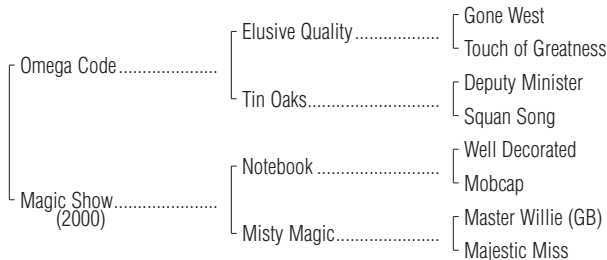 Gone West
Elusive Quality..................
Touch of Greatness
Omega Code.....................
Deputy Minister
Tin Oaks............................
Squan Song
Well Decorated
Notebook ..........................
Mobcap
Magic Show......................
(2000)
Master Willie (GB)
Misty Magic......................
Majestic Miss